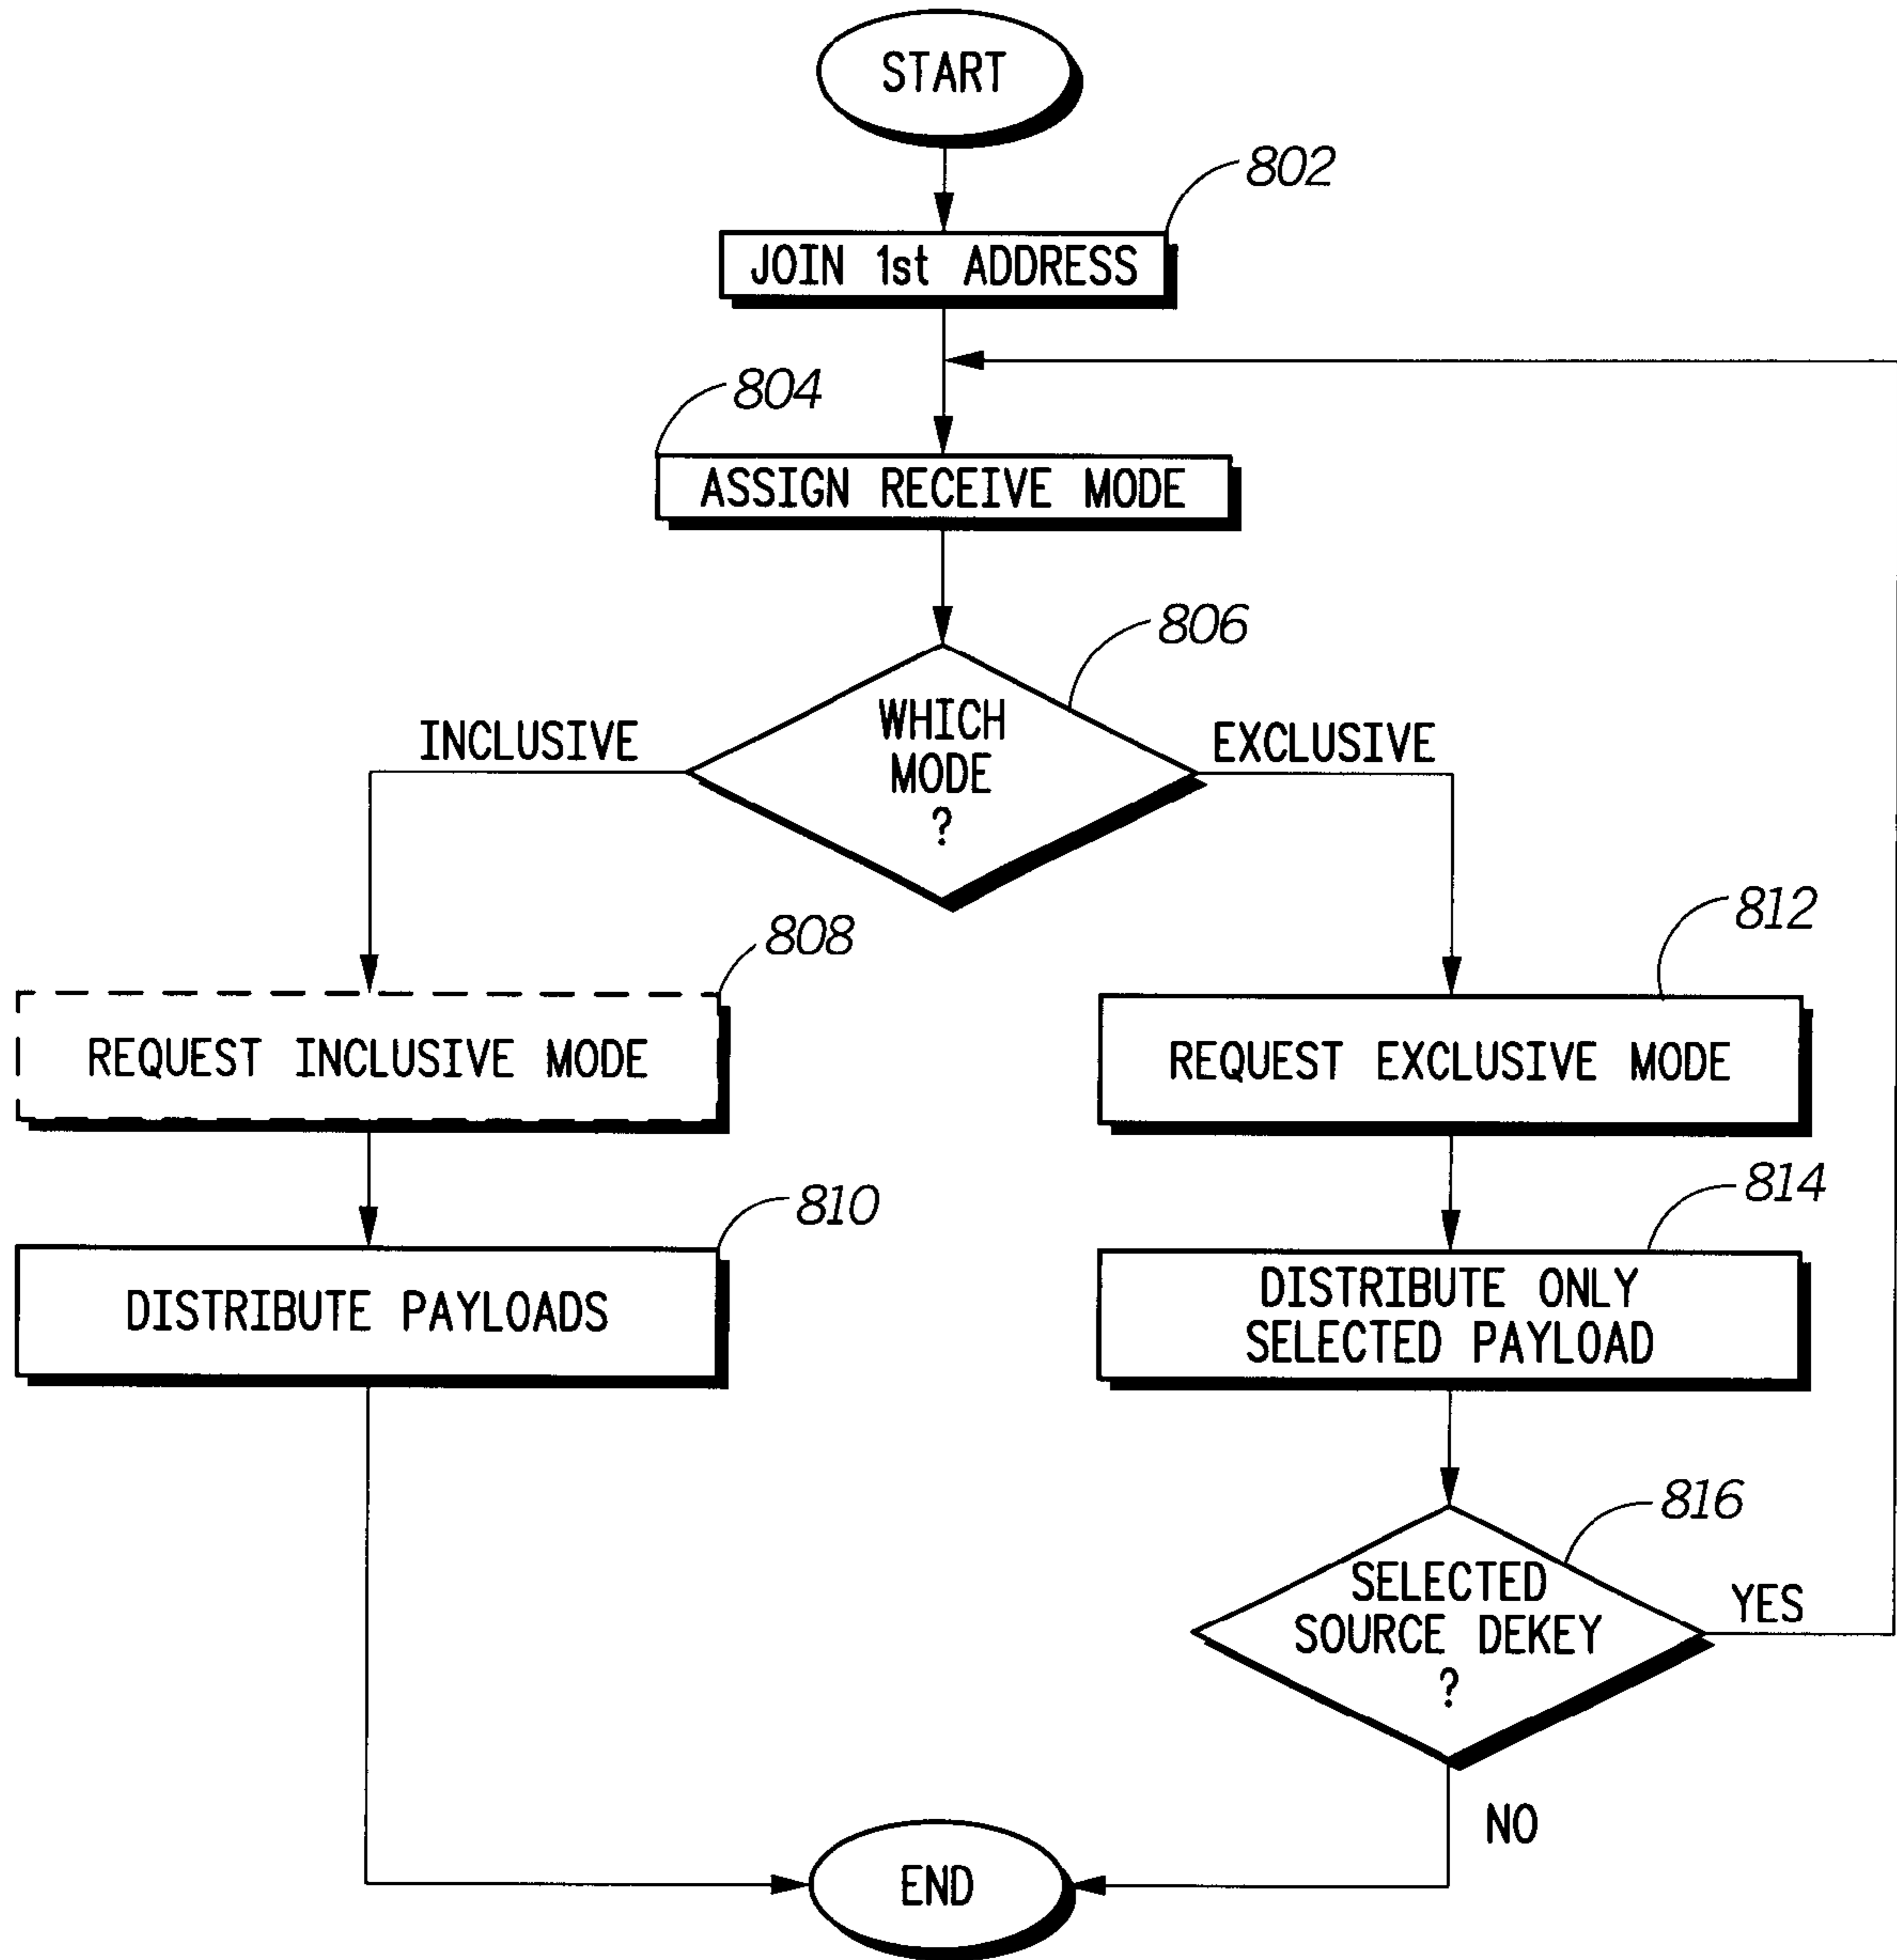 START
802
JOIN 1st ADDRESS
804
ASSIGN RECEIVE MODE
806
WHICH
MODE
?
INCLUSIVE
EXCLUSIVE
808
812
REQUEST INCLUSIVE MODE
REQUEST EXCLUSIVE MODE
810
814
DISTRIBUTE PAYLOADS
DISTRIBUTE ONLY
SELECTED PAYLOAD
816
SELECTED
SOURCE DEKEY
?
YES
NO
END